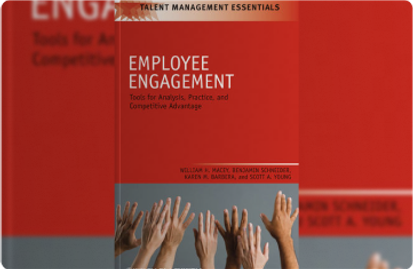 TALENT MANAGEMENT ESSENTIALS
ENGA
EMPLOYEE
ENGAGEMENT
Tools for An
Competitive
Tools for Analysis, Practice, and
Competitive Advantage
WILLIAM H. MACEY, BENJAMIN SCHNEIDER,
KAREN M. BARBERA, and SCOTT A. YOUNG
MIN SCHNEIDER,
SCOTT A. YOUNG